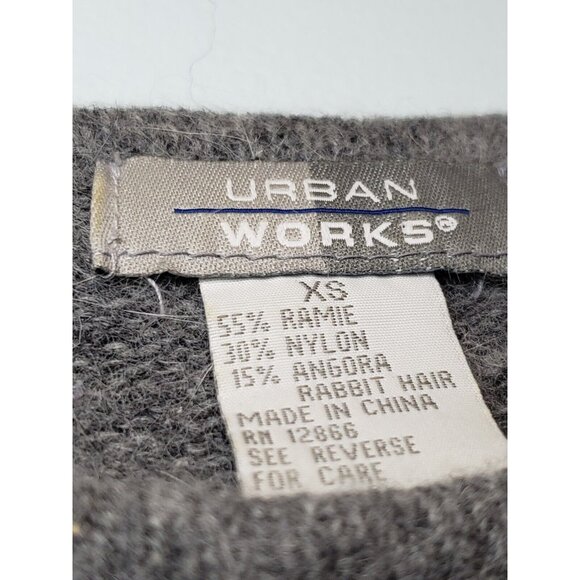 URBAN
WORKS®
XS
55% RAMIE
30% NYLON
15% ANGORA
RABBIT HAIR
MADE IN CHINA
RN 12866
SEE REVERSE
FOR CARE